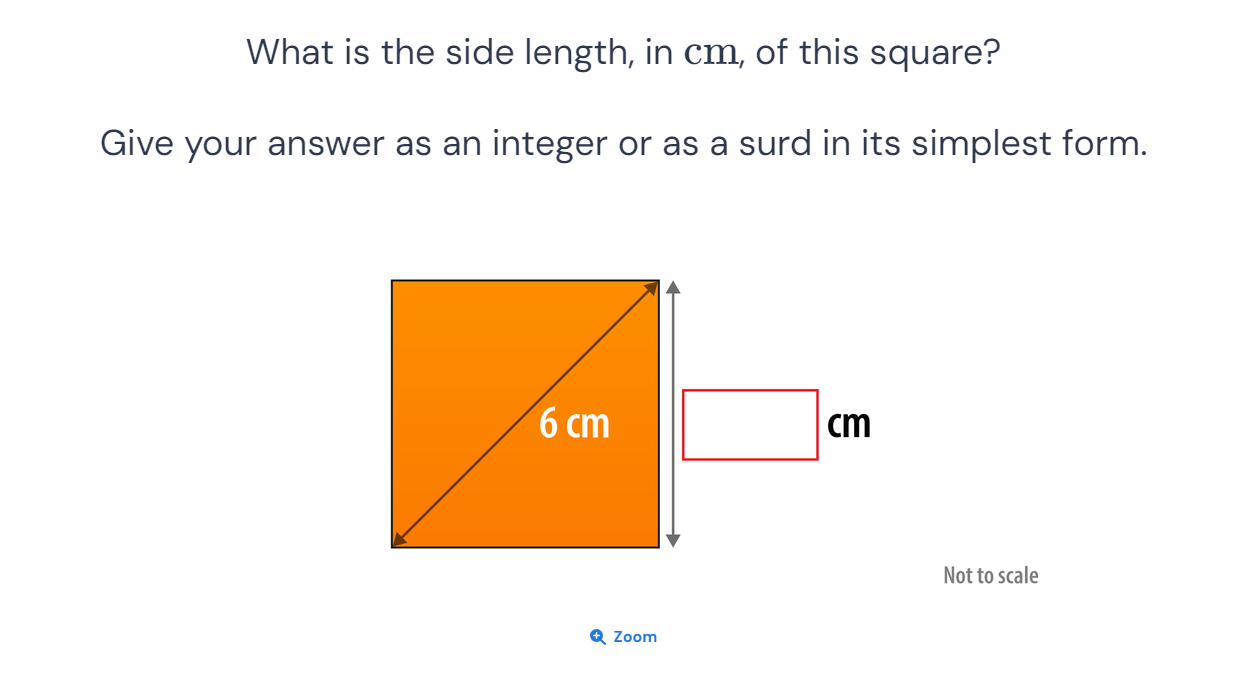 What is the side length, in cm, of this square?
Give your answer as an integer or as a surd in its simplest form.
6 cm
cm
Not to scale
Zoom